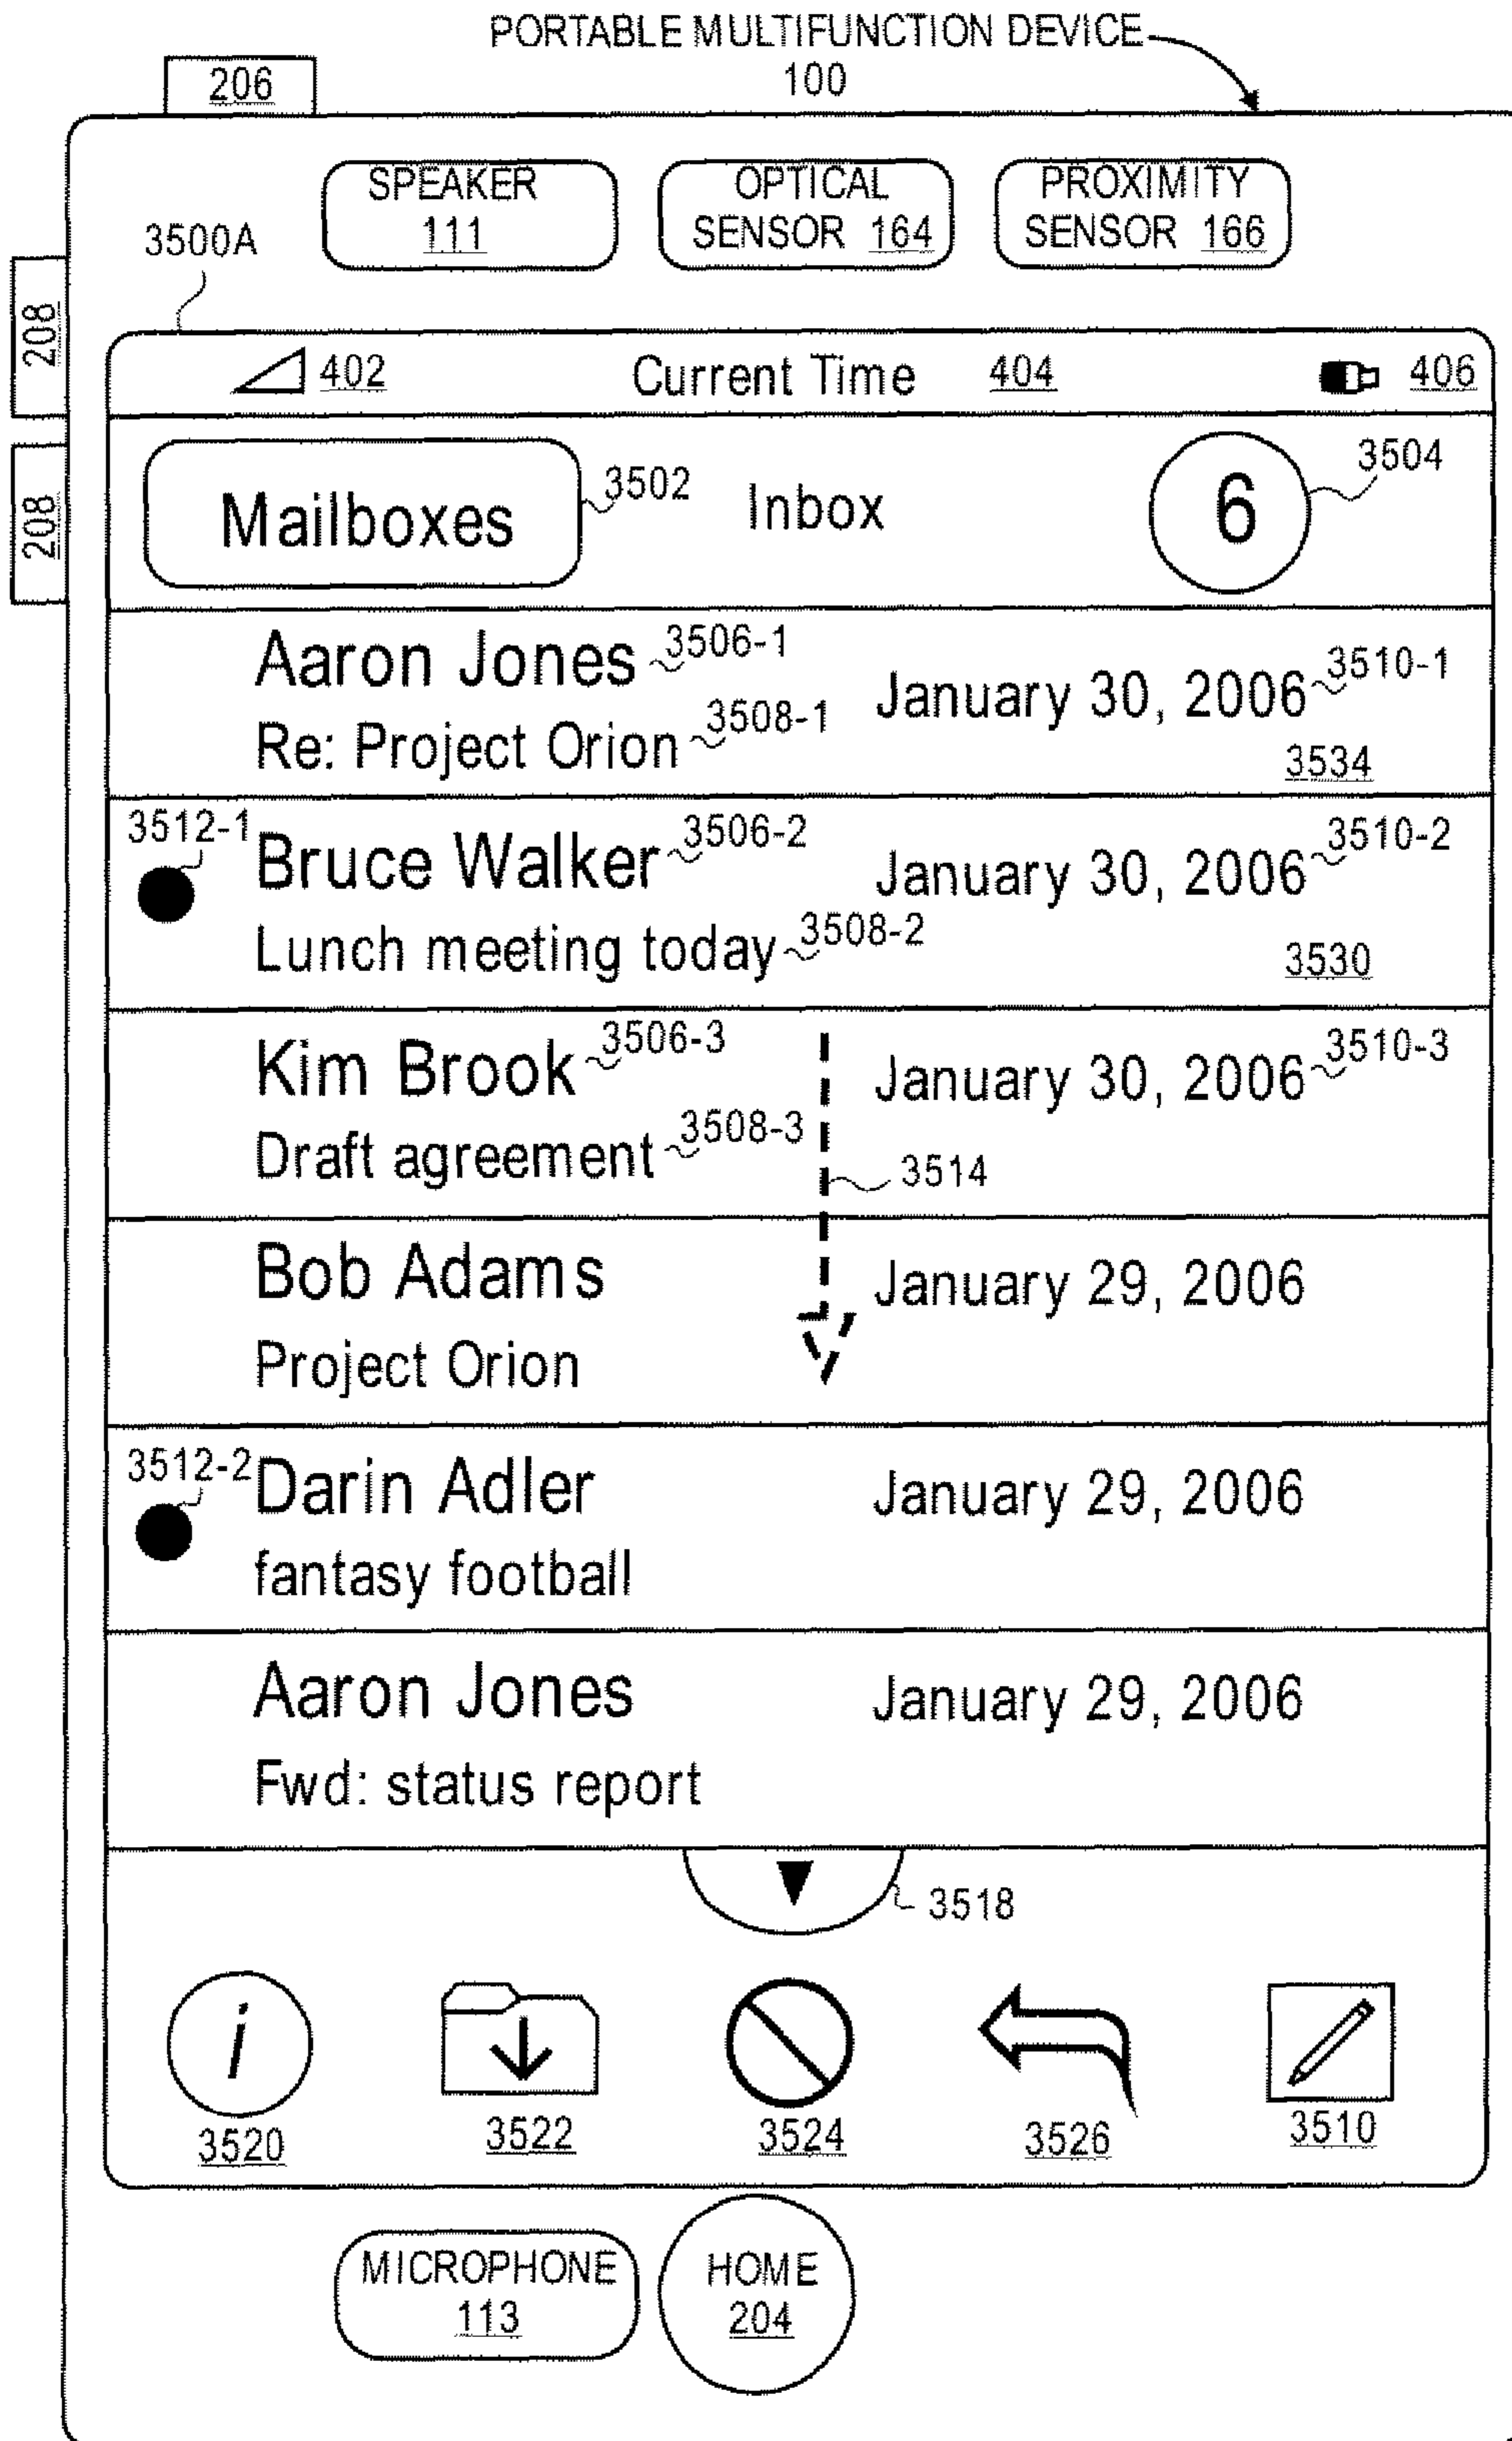 PORTABLE MULTIFUNCTION DEVICE
100
206
SPEAKER
111
OPTICAL
SENSOR 164
PROXIMITY
SENSOR 166
3500A
208
208
402
Current Time 404
406
Mailboxes
3502
Inbox
6
3504
Aaron Jones 3506-1
January 30, 2006 3510-1
Re: Project Orion 3508-1
3534
3512-1
Bruce Walker 3506-2
January 30, 2006 3510-2
Lunch meeting today 3508-2
3530
Kim Brook 3506-3
January 30, 2006 3510-3
Draft agreement 3508-3
3514
Bob Adams
January 29, 2006
Project Orion
3512-2
Darin Adler
January 29, 2006
fantasy football
Aaron Jones
January 29, 2006
Fwd: status report
3518
i
3520
3522
3524
3526
3510
MICROPHONE
113
HOME
204